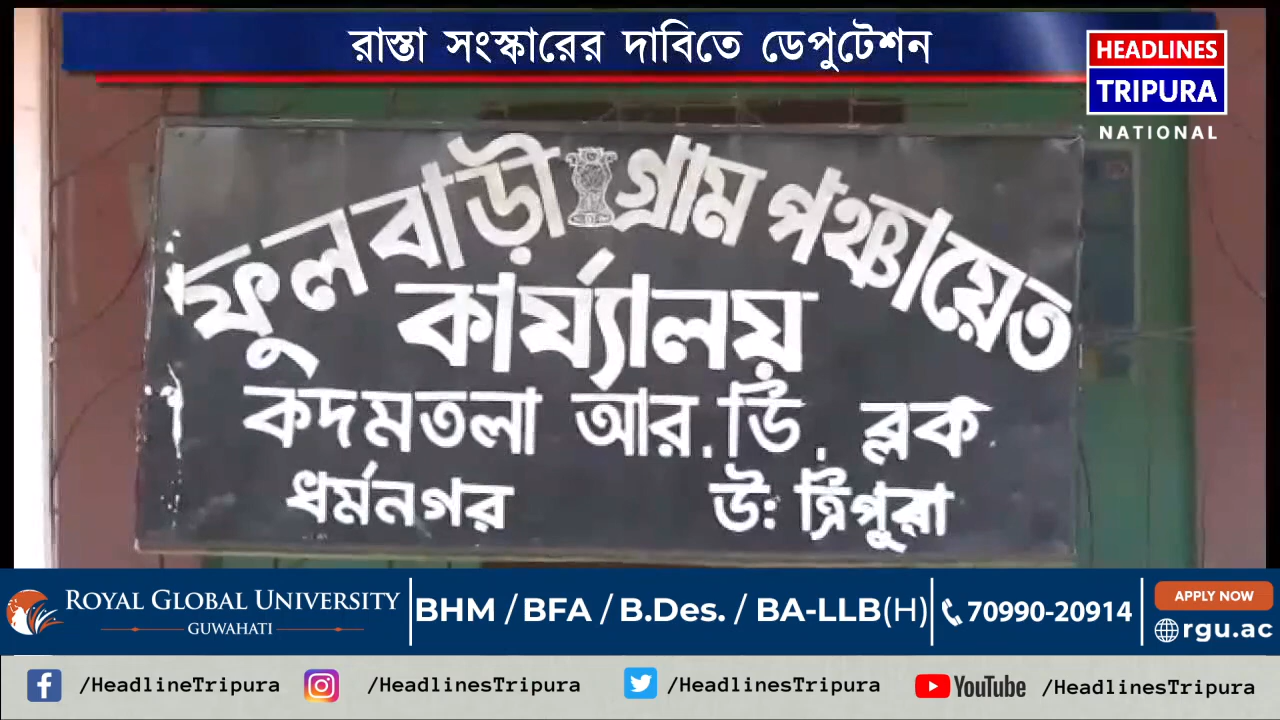 রাস্তা সংস্কারের দাবিতে ডেপুটেশন
HEADLINES
TRIPURA
NATIONAL
ফুলবাড়ী গ্রাম পঞ্চায়েত
কার্য্যালয়
কদমতলা আর.ডি. ব্লক
ধর্মনগর উঃ ত্রিপুরা
ROYAL GLOBAL UNIVERSITY
GUWAHATI
BHM / BFA / B.Des. / BA-LLB(H)
70990-20914
APPLY NOW
rgu.ac
/HeadlineTripura /HeadlinesTripura /HeadlinesTripura YouTube /HeadlinesTripura